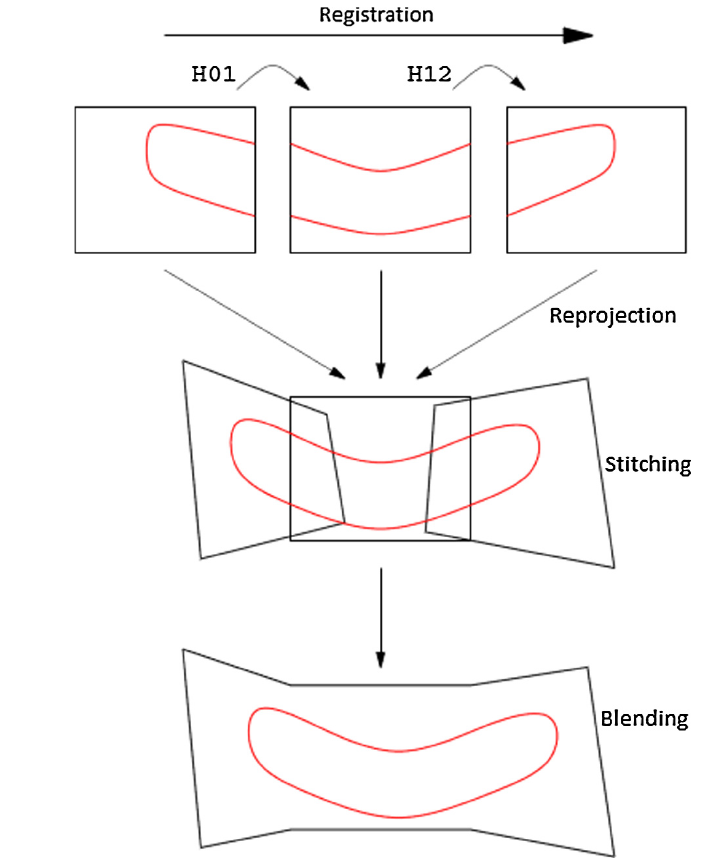 Registration
H01
H12
Reprojection
Stitching
Blending